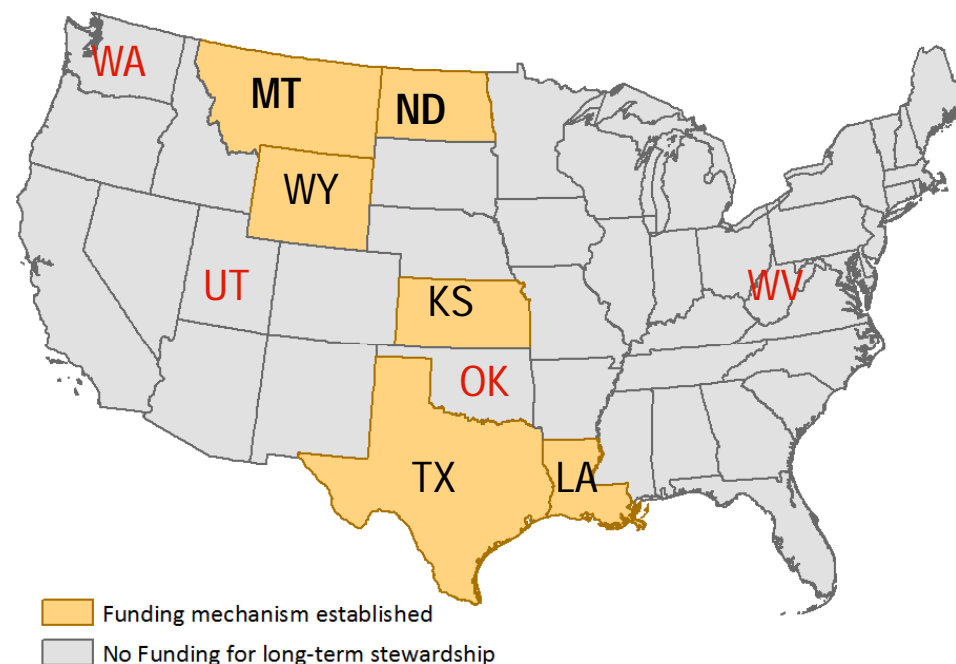 WA
MT
ND
WY
UT
KS
WV
OK
TX
LA
Funding mechanism established
No Funding for long-term stewardship